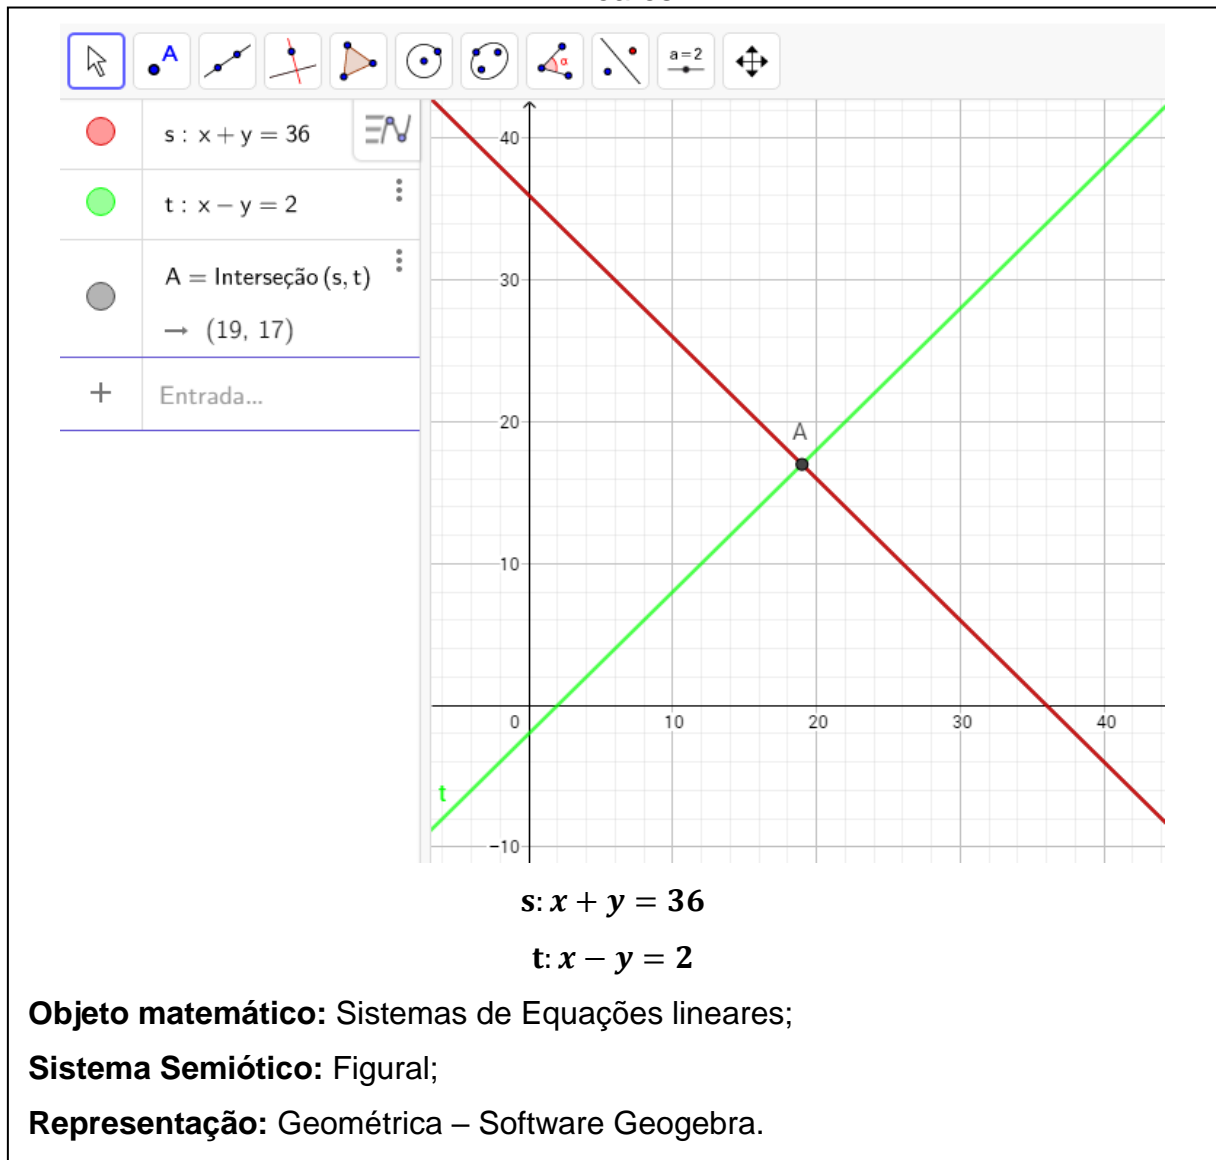 A
α
a=2
s : x + y = 36
t : x − y = 2
A = Interseção (s, t)
→ (19, 17)
+ Entrada...
40
30
20
A
10
0 10 20 30 40
t
−10
s: x + y = 36
t: x − y = 2
Objeto matemático: Sistemas de Equações lineares;
Sistema Semiótico: Figural;
Representação: Geométrica – Software Geogebra.